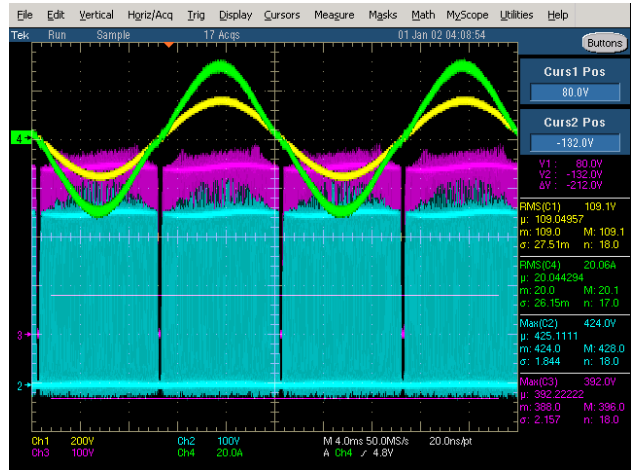 File Edit Vertical Horiz/Acq Trig Display Cursors Measure Masks Math MyScope Utilities Help
Tek Run Sample 17 Acqs 01 Jan 02 04:08:54
Buttons
Curs1 Pos
80.0V
Curs2 Pos
-132.0V
V1: 80.0V
V2: -132.0V
ΔV: -212.0V
RMS(C1) 109.1V
µ: 109.04957
m: 109.0 M: 109.1
σ: 27.51m n: 18.0
RMS(C4) 20.06A
µ: 20.044294
m: 20.0 M: 20.1
σ: 26.15m n: 17.0
Max(C2) 424.0V
µ: 425.1111
m: 424.0 M: 428.0
σ: 1.844 n: 18.0
Max(C3) 392.0V
µ: 392.22222
m: 388.0 M: 396.0
σ: 2.157 n: 18.0
4
3
2
Ch1 200V Ch2 100V M 4.0ms 50.0MS/s 20.0ns/pt
Ch3 100V Ch4 20.0A A Ch4 / 4.8V